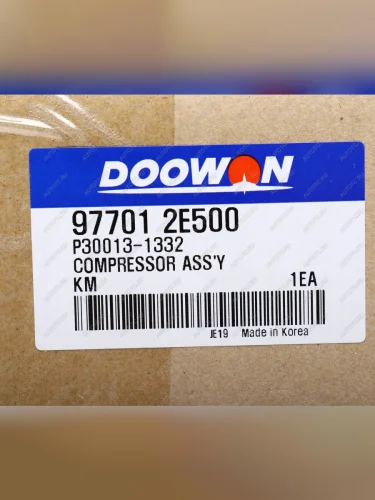 DOOWON
97701 2E500
P30013-1332
COMPRESSOR ASS'Y
KM 1EA
JE19 Made in Korea